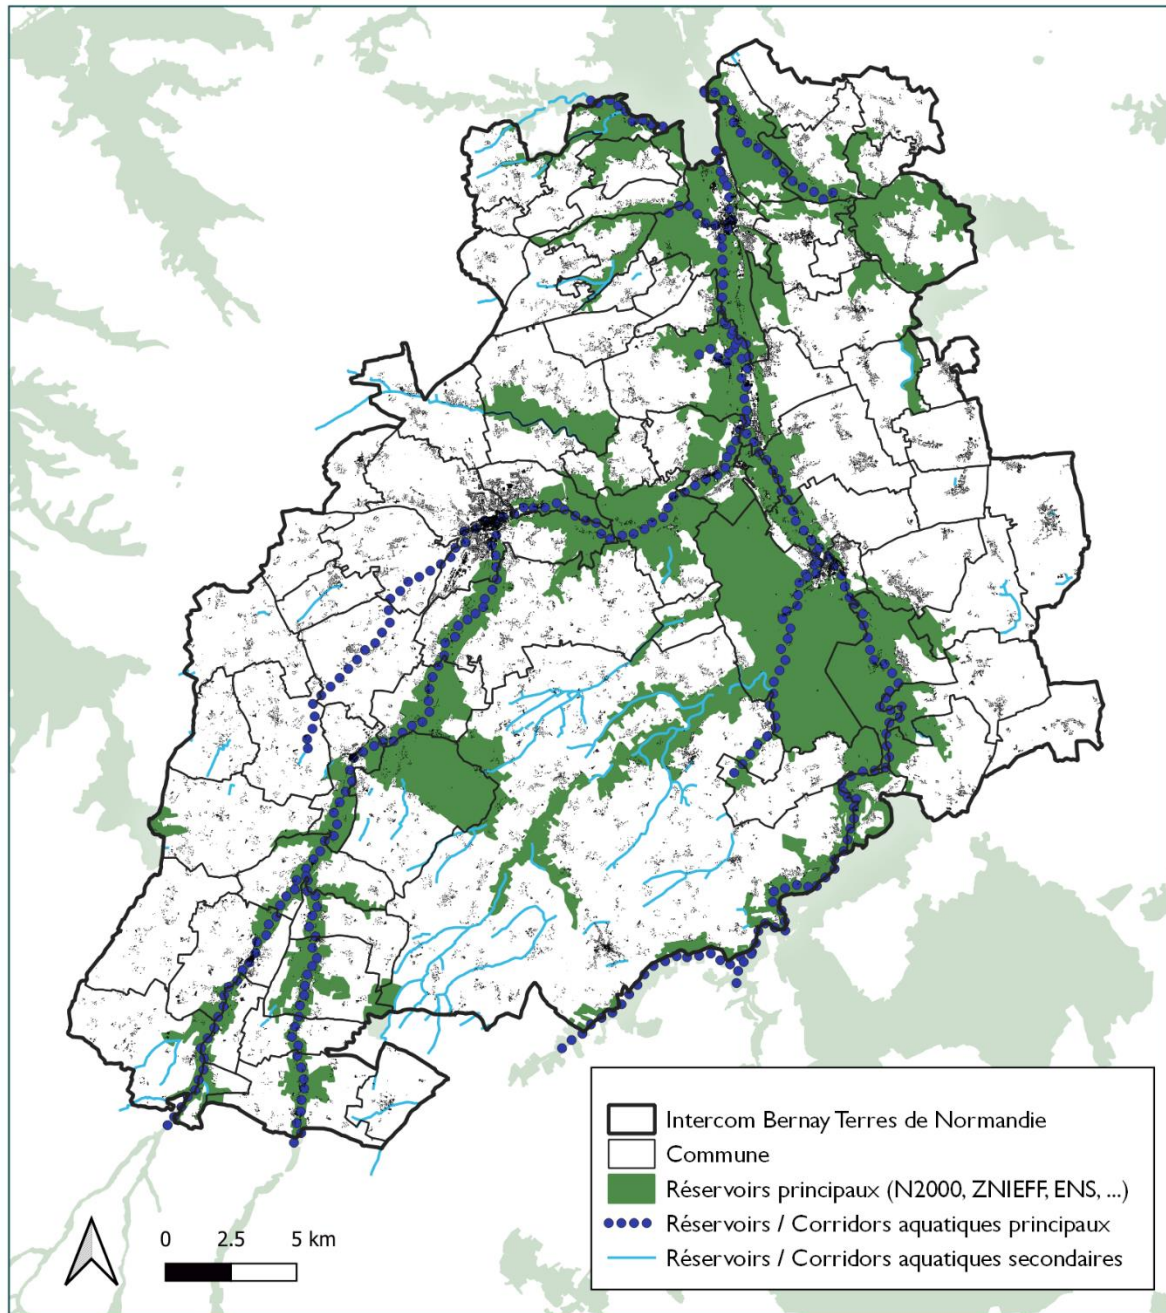 Intercom Bernay Terres de Normandie
Commune
Réservoirs principaux (N2000, ZNIEFF, ENS, ...)
Réservoirs / Corridors aquatiques principaux
Réservoirs / Corridors aquatiques secondaires
0 2.5 5 km